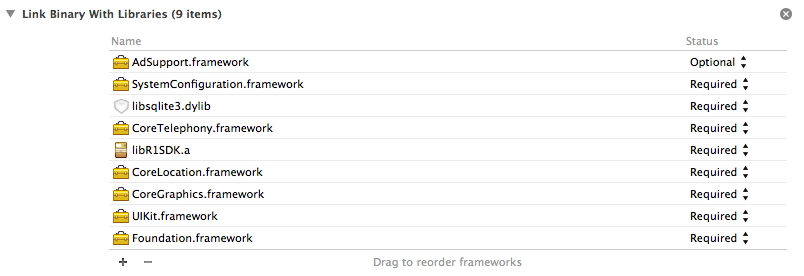 Link Binary With Libraries (9 items)
Name Status
AdSupport.framework Optional
SystemConfiguration.framework Required
libsqlite3.dylib Required
CoreTelephony.framework Required
libR1SDK.a Required
CoreLocation.framework Required
CoreGraphics.framework Required
UIKit.framework Required
Foundation.framework Required
+ − Drag to reorder frameworks